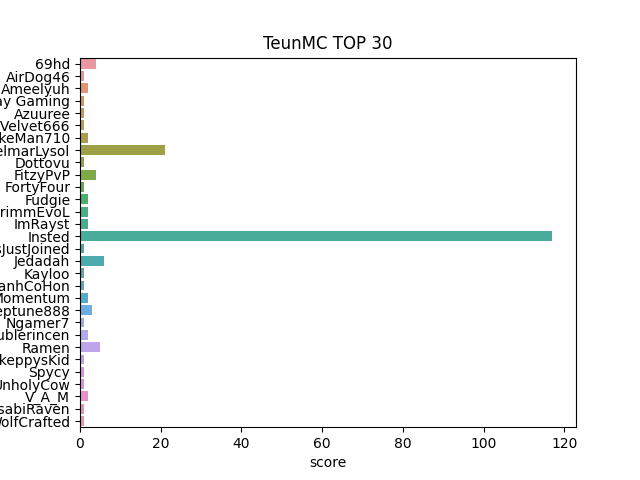 TeunMC TOP 30
69hd
AirDog46
Ameelyuh
ay Gaming
Azuuree
Velvet666
keMan710
elmarLysol
Dottovu
FitzyPvP
FortyFour
Fudgie
rimmEvoL
ImRayst
Insted
sJustJoined
Jedadah
Kayloo
anhCoHon
Momentum
eptune888
Ngamer7
ublerincen
Ramen
keppysKid
Spycy
UnholyCow
V_A_M
sabiRaven
WolfCrafted
0 20 40 60 80 100 120
score